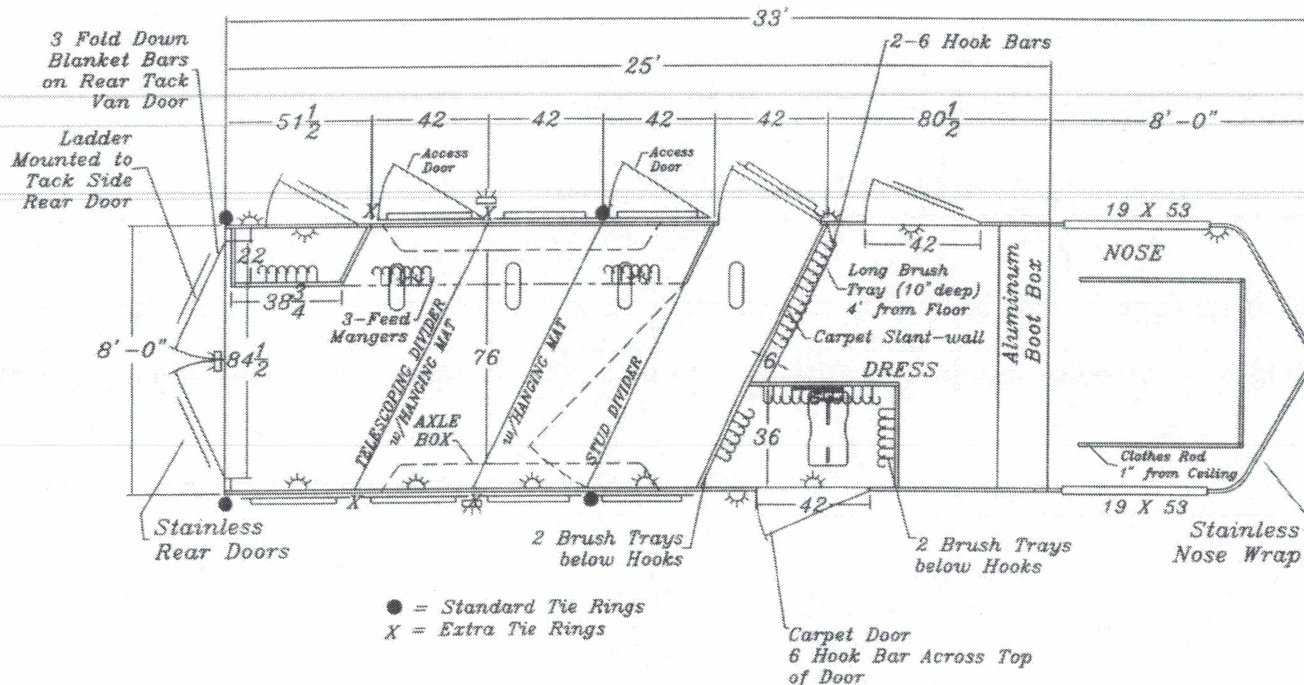 33'
3 Fold Down
Blanket Bars
on Rear Tack
Van Door
2-6 Hook Bars
25'
51 1/2
42
42
42
42
80 1/2
8'-0"
Ladder
Mounted to
Tack Side
Rear Door
Access
Door
Access
Door
X
X
19 X 53
22
42
NOSE
38 3/4
3-Feed
Mangers
Long Brush
Tray (10" deep)
4' from Floor
Carpet Slant-wall
8'-0"
84 1/2
TELESCOPING DIVIDER
w/HANGING MAT
76
w/HANGING MAT
STUD DIVIDER
6
DRESS
Aluminum
Boot Box
AXLE
BOX
36
Clothes Rod
1" from Ceiling
X
X
42
19 X 53
Stainless
Rear Doors
2 Brush Trays
below Hooks
2 Brush Trays
below Hooks
Stainless
Nose Wrap
● = Standard Tie Rings
X = Extra Tie Rings
Carpet Door
6 Hook Bar Across Top
of Door